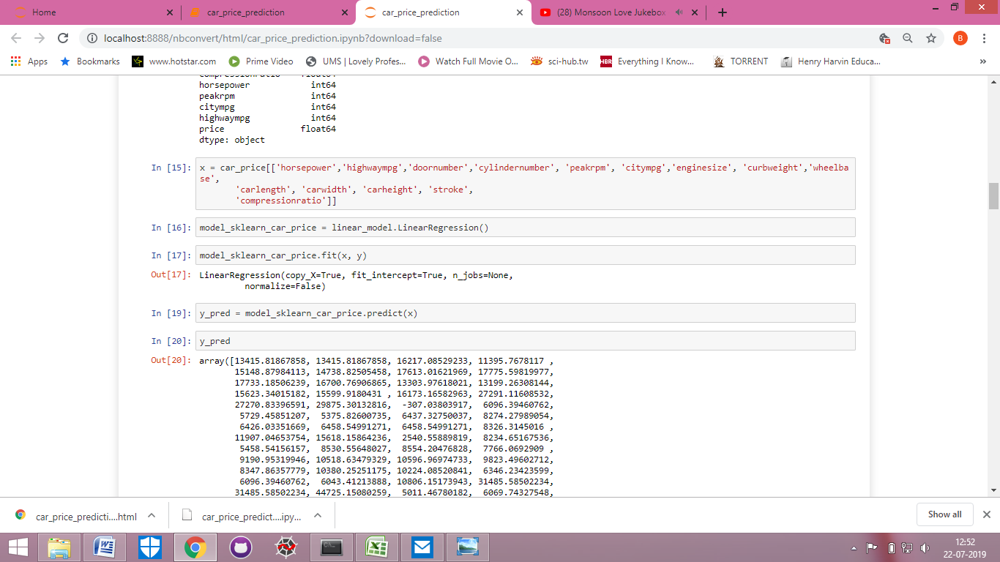 Home
car_price_prediction
car_price_prediction
(28) Monsoon Love Jukebox
localhost:8888/nbconvert/html/car_price_prediction.ipynb?download=false
B
Apps
Bookmarks
www.hotstar.com
Prime Video
UMS | Lovely Profes...
Watch Full Movie O...
sci-hub.tw
HBR
Everything I Know...
TORRENT
Henry Harvin Educa...
compressionratio float64
horsepower int64
peakrpm int64
citympg int64
highwaympg int64
price float64
dtype: object
In [15]: x = car_price[['horsepower','highwaympg','doornumber','cylindernumber', 'peakrpm', 'citympg','enginesize', 'curbweight','wheelba
se',
'carlength', 'carwidth', 'carheight', 'stroke',
'compressionratio']]
In [16]: model_sklearn_car_price = linear_model.LinearRegression()
In [17]: model_sklearn_car_price.fit(x, y)
Out[17]: LinearRegression(copy_X=True, fit_intercept=True, n_jobs=None,
normalize=False)
In [19]: y_pred = model_sklearn_car_price.predict(x)
In [20]: y_pred
Out[20]: array([13415.81867858, 13415.81867858, 16217.08529233, 11395.7678117 ,
15148.87984113, 14738.82505458, 17613.01621969, 17775.59819977,
17733.18506239, 16700.76906865, 13303.97618021, 13199.26308144,
15623.34015182, 15599.9180431 , 16173.16582963, 27291.11608532,
27270.83396591, 29875.30132816, -307.03803917, 6096.39460762,
5729.45851207, 5375.82600735, 6437.32750037, 8274.27989054,
6426.03351669, 6458.54991271, 6458.54991271, 8326.3145016 ,
11907.04653754, 15618.15864236, 2540.55889819, 8234.65167536,
5458.54156157, 8530.55648027, 8554.20476828, 7766.0692909 ,
9190.95319946, 10518.63479329, 10596.96974733, 9823.49602712,
8347.86357779, 10380.25251175, 10224.08520841, 6346.23423599,
6096.39460762, 6043.41213888, 10806.15173943, 31485.58502234,
31485.58502234, 44725.15080259, 5011.46780182, 6069.74327548,
car_price_predicti....html
car_price_predict....ipy...
Show all
12:52
22-07-2019